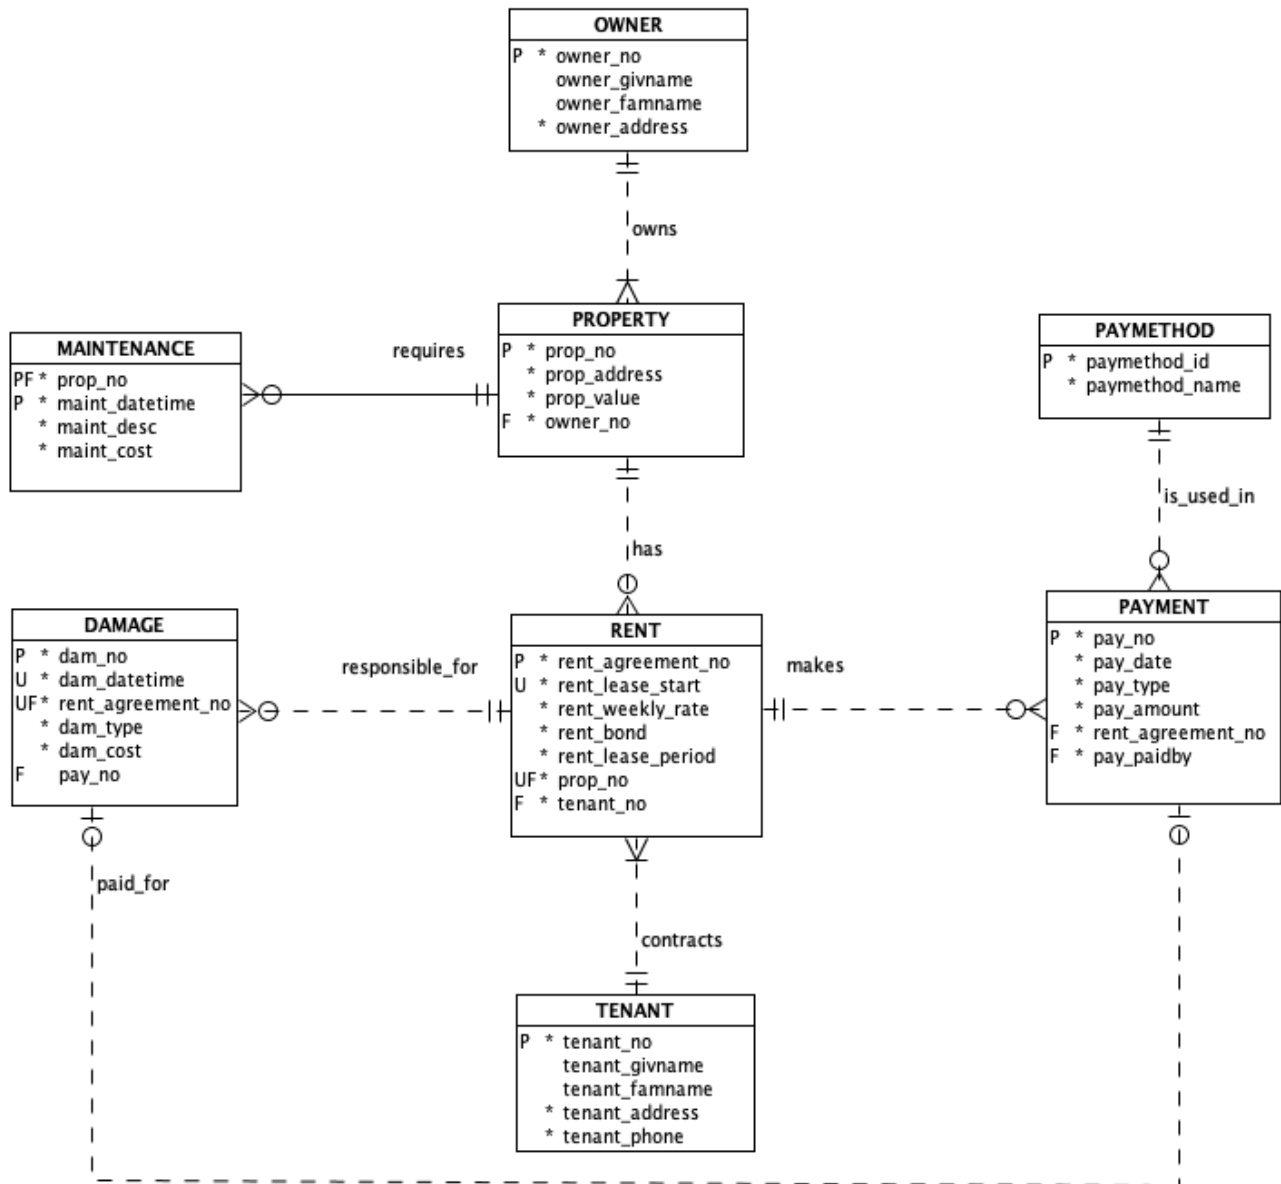 OWNER
P * owner_no
owner_givname
owner_famname
* owner_address
owns
PROPERTY
P * prop_no
* prop_address
* prop_value
F * owner_no
MAINTENANCE
PF * prop_no
P * maint_datetime
* maint_desc
* maint_cost
requires
PAYMETHOD
P * paymethod_id
* paymethod_name
is_used_in
has
DAMAGE
P * dam_no
U * dam_datetime
UF * rent_agreement_no
* dam_type
* dam_cost
F pay_no
responsible_for
RENT
P * rent_agreement_no
U * rent_lease_start
* rent_weekly_rate
* rent_bond
* rent_lease_period
UF * prop_no
F * tenant_no
makes
PAYMENT
P * pay_no
* pay_date
* pay_type
* pay_amount
F * rent_agreement_no
F * pay_paidby
paid_for
contracts
TENANT
P * tenant_no
tenant_givname
tenant_famname
* tenant_address
* tenant_phone